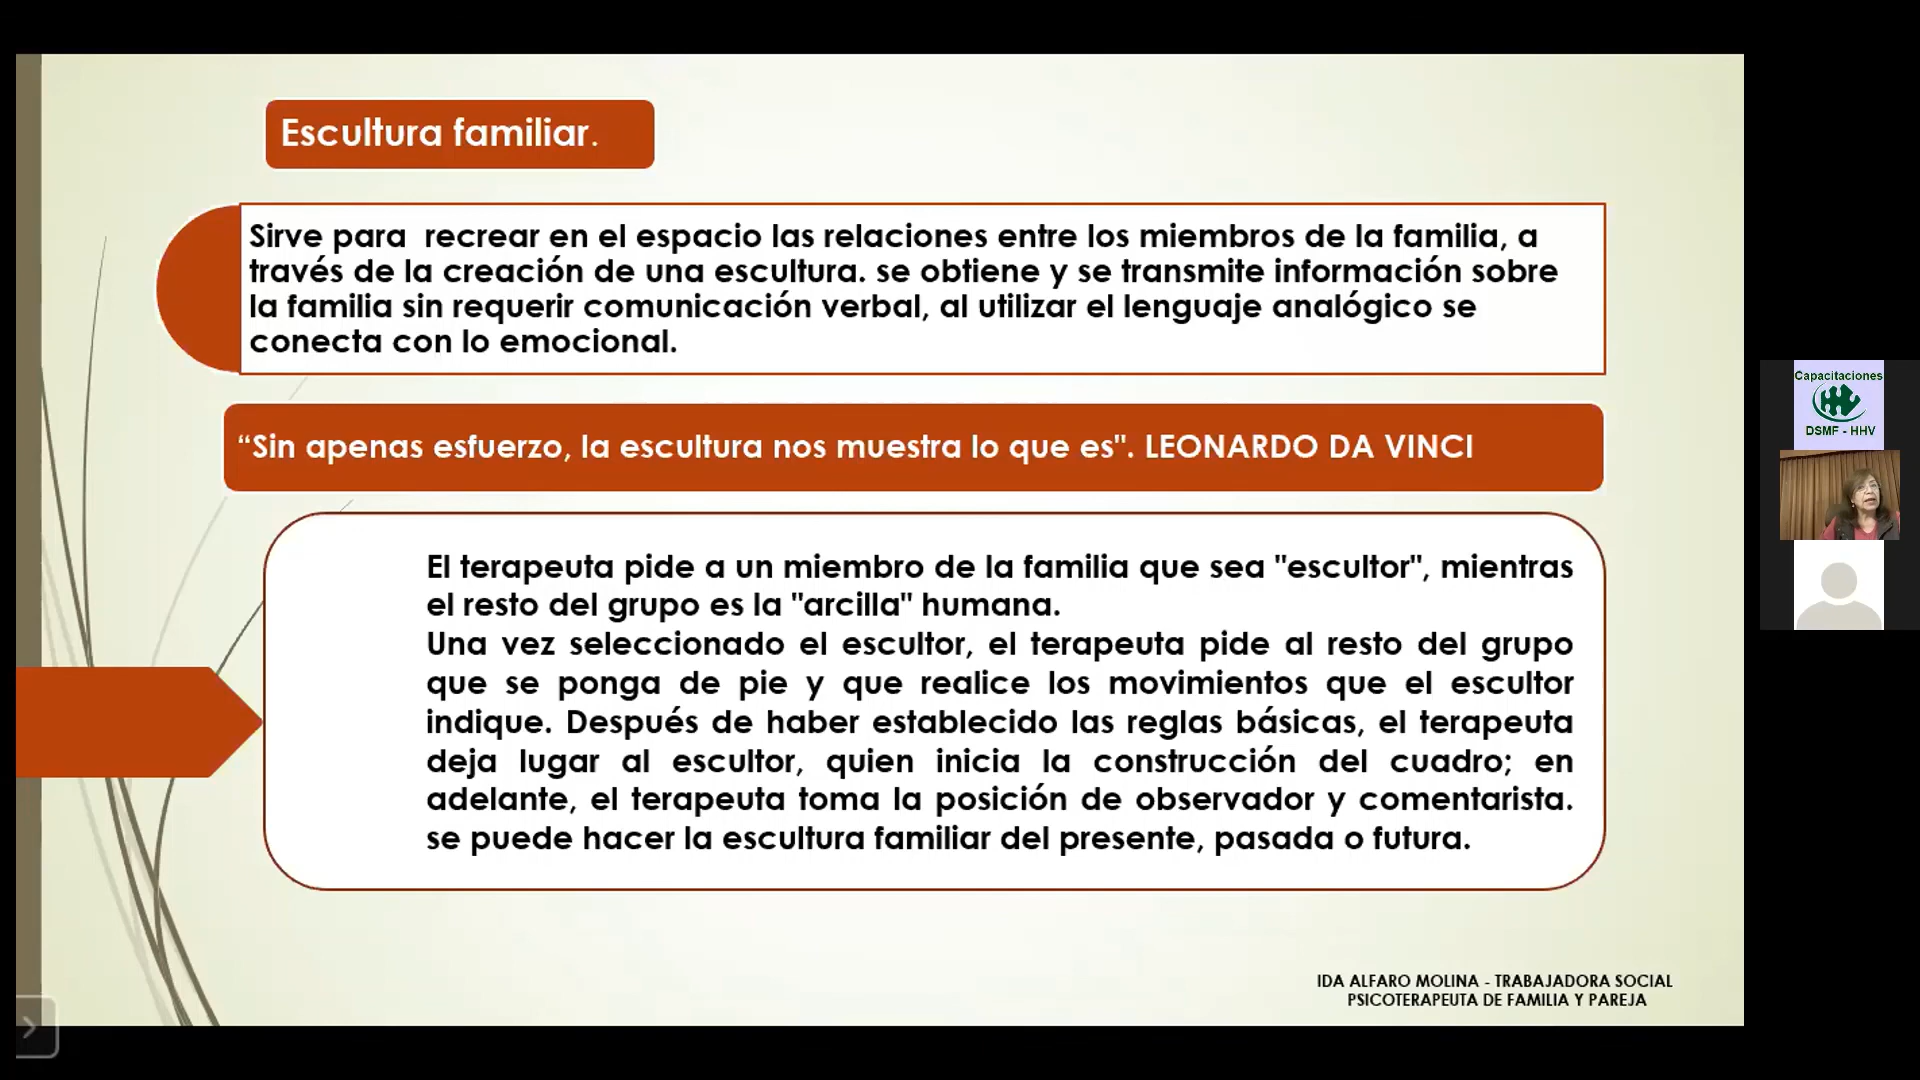 Escultura familiar.
Sirve para  recrear en el espacio las relaciones entre los miembros de la familia, a
través de la creación de una escultura. se obtiene y se transmite información sobre
la familia sin requerir comunicación verbal, al utilizar el lenguaje analógico se
conecta con lo emocional.
“Sin apenas esfuerzo, la escultura nos muestra lo que es". LEONARDO DA VINCI
El terapeuta pide a un miembro de la familia que sea "escultor", mientras
el resto del grupo es la "arcilla" humana.
Una vez seleccionado el escultor, el terapeuta pide al resto del grupo
que se ponga de pie y que realice los movimientos que el escultor
indique. Después de haber establecido las reglas básicas, el terapeuta
deja lugar al escultor, quien inicia la construcción del cuadro; en
adelante, el terapeuta toma la posición de observador y comentarista.
se puede hacer la escultura familiar del presente, pasada o futura.
IDA ALFARO MOLINA - TRABAJADORA SOCIAL
PSICOTERAPEUTA DE FAMILIA Y PAREJA
Capacitaciones
DSMF - HHV